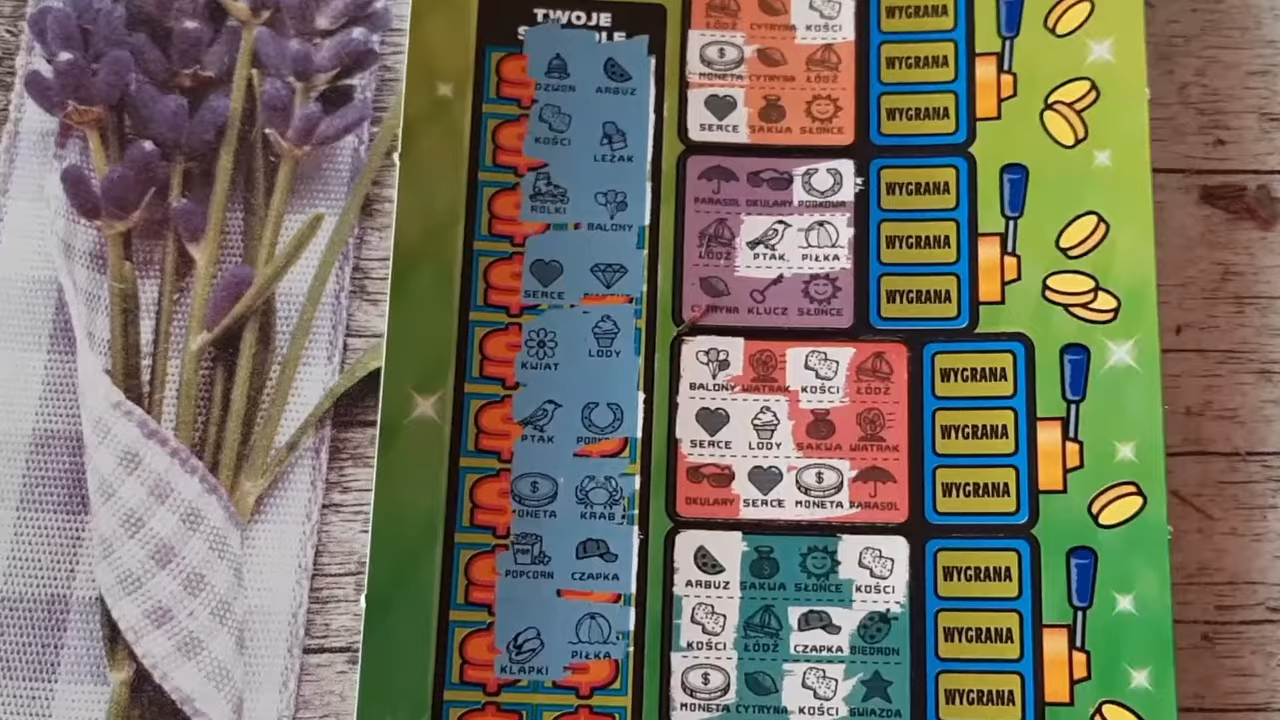 TWOJE
DZWON ARBUZ
KOŚCI LEŻAK
ROLKI BALONY
SERCE
KWIAT LODY
PTAK
KRAB
POPCORN CZAPKA
KLAPKI PIŁKA
ŁÓDŹ CYTRYNA KOŚCI
MONETA CYTRYNA ŁÓDŹ
SERCE SAKWA SŁOŃCE
WYGRANA
WYGRANA
WYGRANA
PARASOL OKULARY PODKOWA
ŁÓDŹ PTAK PIŁKA
CYTRYNA KLUCZ SŁOŃCE
WYGRANA
WYGRANA
WYGRANA
BALONY WIATRAK KOŚCI ŁÓDŹ
SERCE LODY SAKWA WIATRAK
OKULARY SERCE MONETA PARASOL
WYGRANA
WYGRANA
WYGRANA
ARBUZ SAKWA SŁOŃCE KOŚCI
KOŚCI ŁÓDŹ CZAPKA BIEDRON
MONETA CYTRYNA KOŚCI GWIAZDA
WYGRANA
WYGRANA
WYGRANA
$
$
$
$
POP